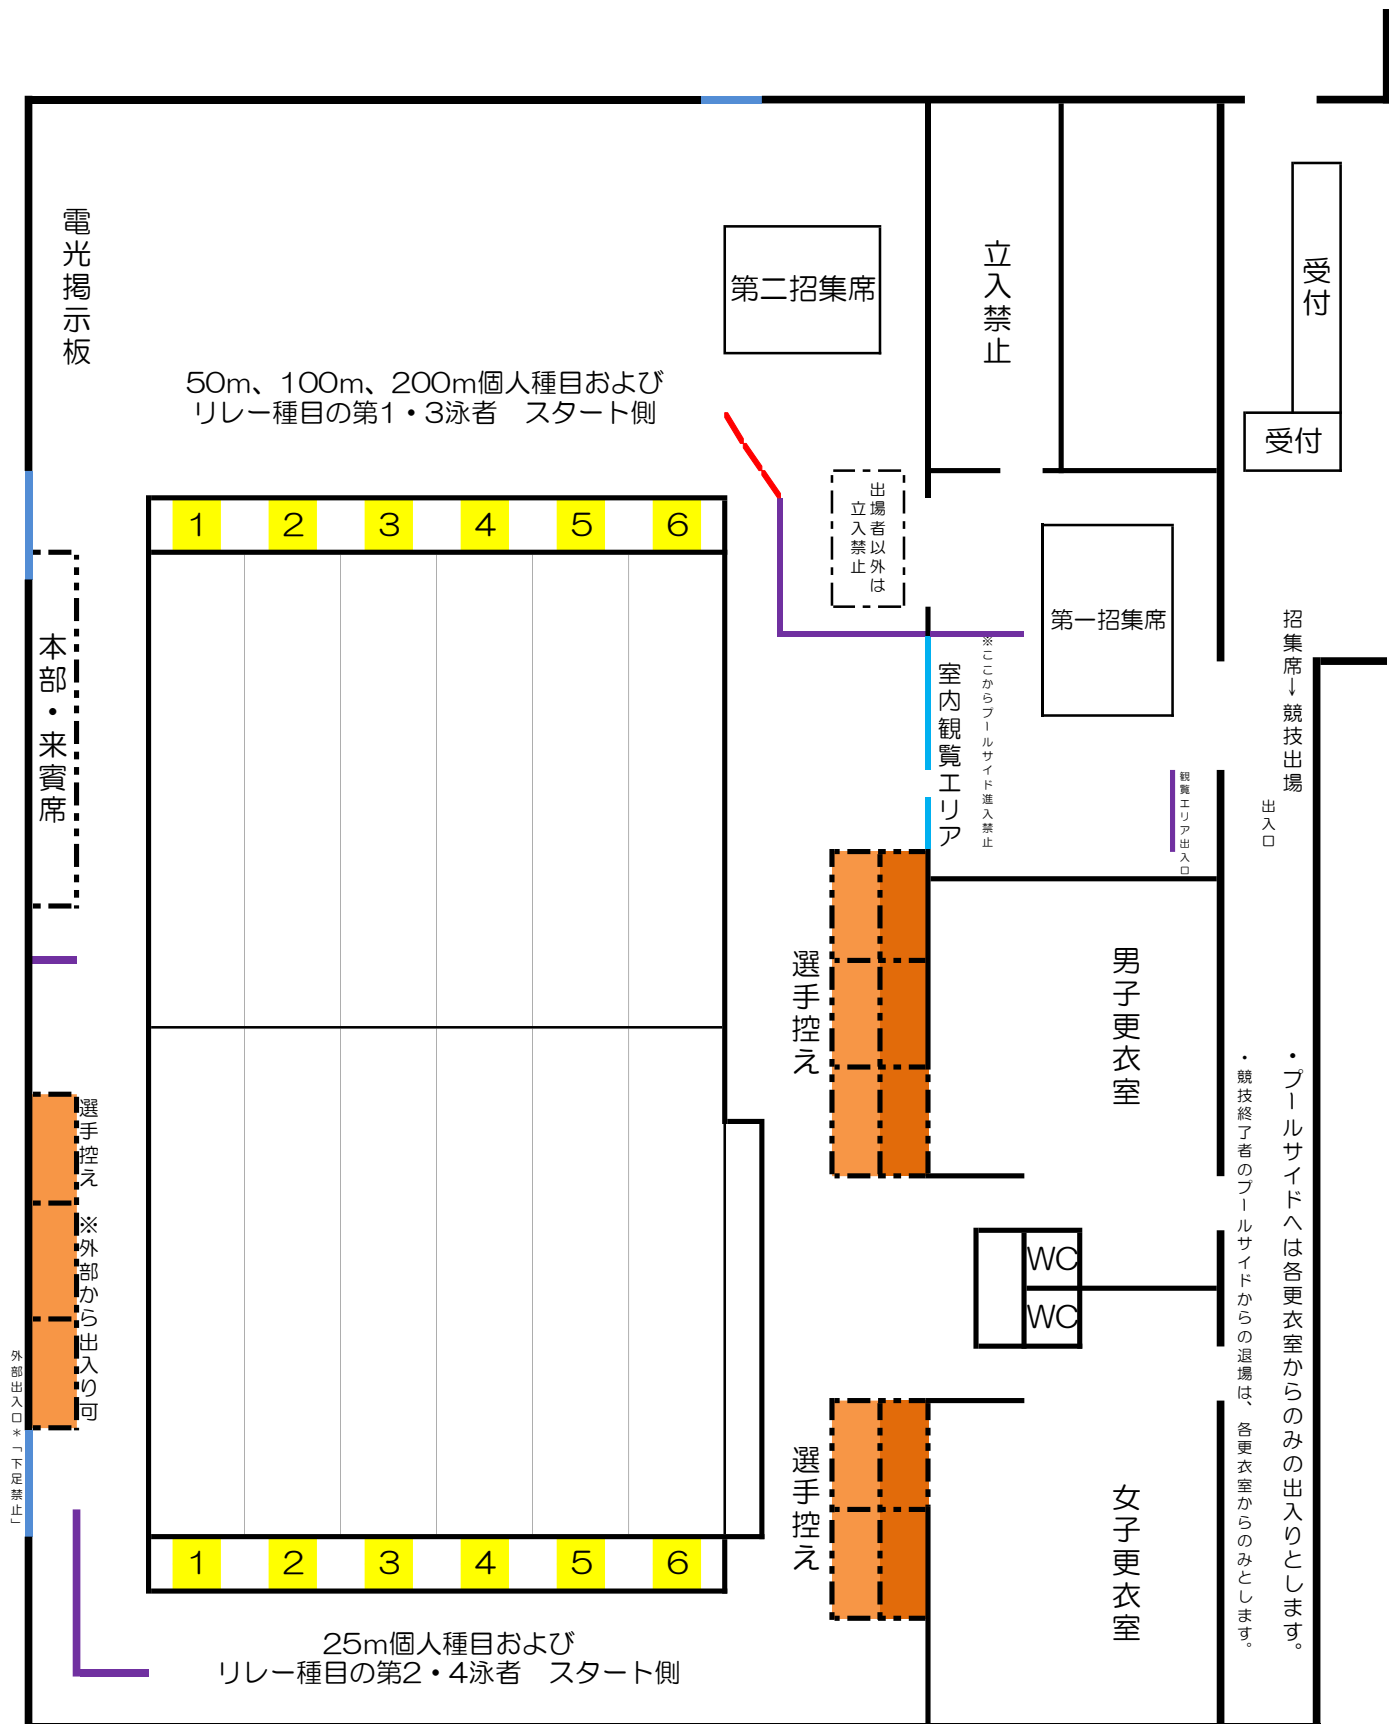 電光掲示板
第二招集席
立入禁止
受付
受付
50m、100m、200m個人種目および
リレー種目の第1・3泳者　スタート側
出場者以外は
立入禁止
1 2 3 4 5 6
第一招集席
本部・来賓席
室内観覧エリア
※ここからプールサイド進入禁止
招集席→競技出場
出入口
観覧エリア出入口
選手控え
男子更衣室
選手控え　※外部から出入り可
外部出入口＊「下足禁止」
WC
WC
・プールサイドへは各更衣室からのみの出入りとします。
・競技終了者のプールサイドからの退場は、各更衣室からのみとします。
選手控え
女子更衣室
1 2 3 4 5 6
25m個人種目および
リレー種目の第2・4泳者　スタート側